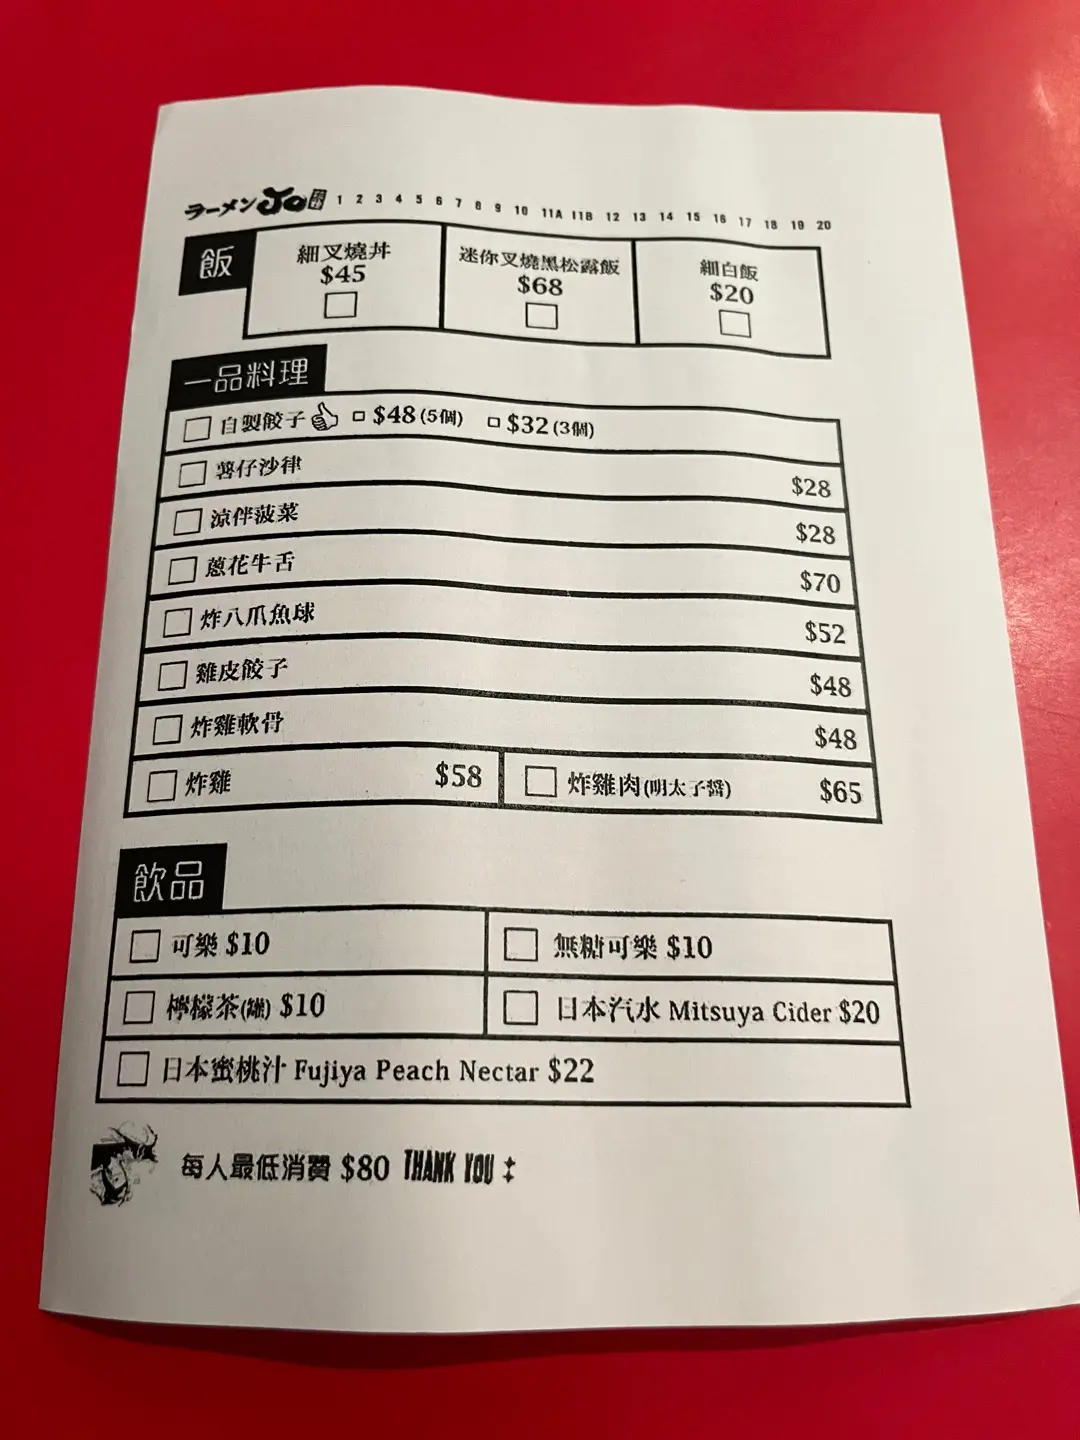 ラーメンJo 1 2 3 4 5 6 7 8 9 10 11A 11B 12 13 14 15 16 17 18 19 20
飯
細叉燒丼
$45
迷你叉燒黑松露飯
$68
細白飯
$20
一品料理
自製餃子 $48(5個) $32(3個)
薯仔沙律 $28
涼伴菠菜 $28
蔥花牛舌 $70
炸八爪魚球 $52
雞皮餃子 $48
炸雞軟骨 $48
炸雞 $58 炸雞肉(明太子醬) $65
飲品
可樂 $10 無糖可樂 $10
檸檬茶(罐) $10 日本汽水 Mitsuya Cider $20
日本蜜桃汁 Fujiya Peach Nectar $22
每人最低消費 $80 THANK YOU